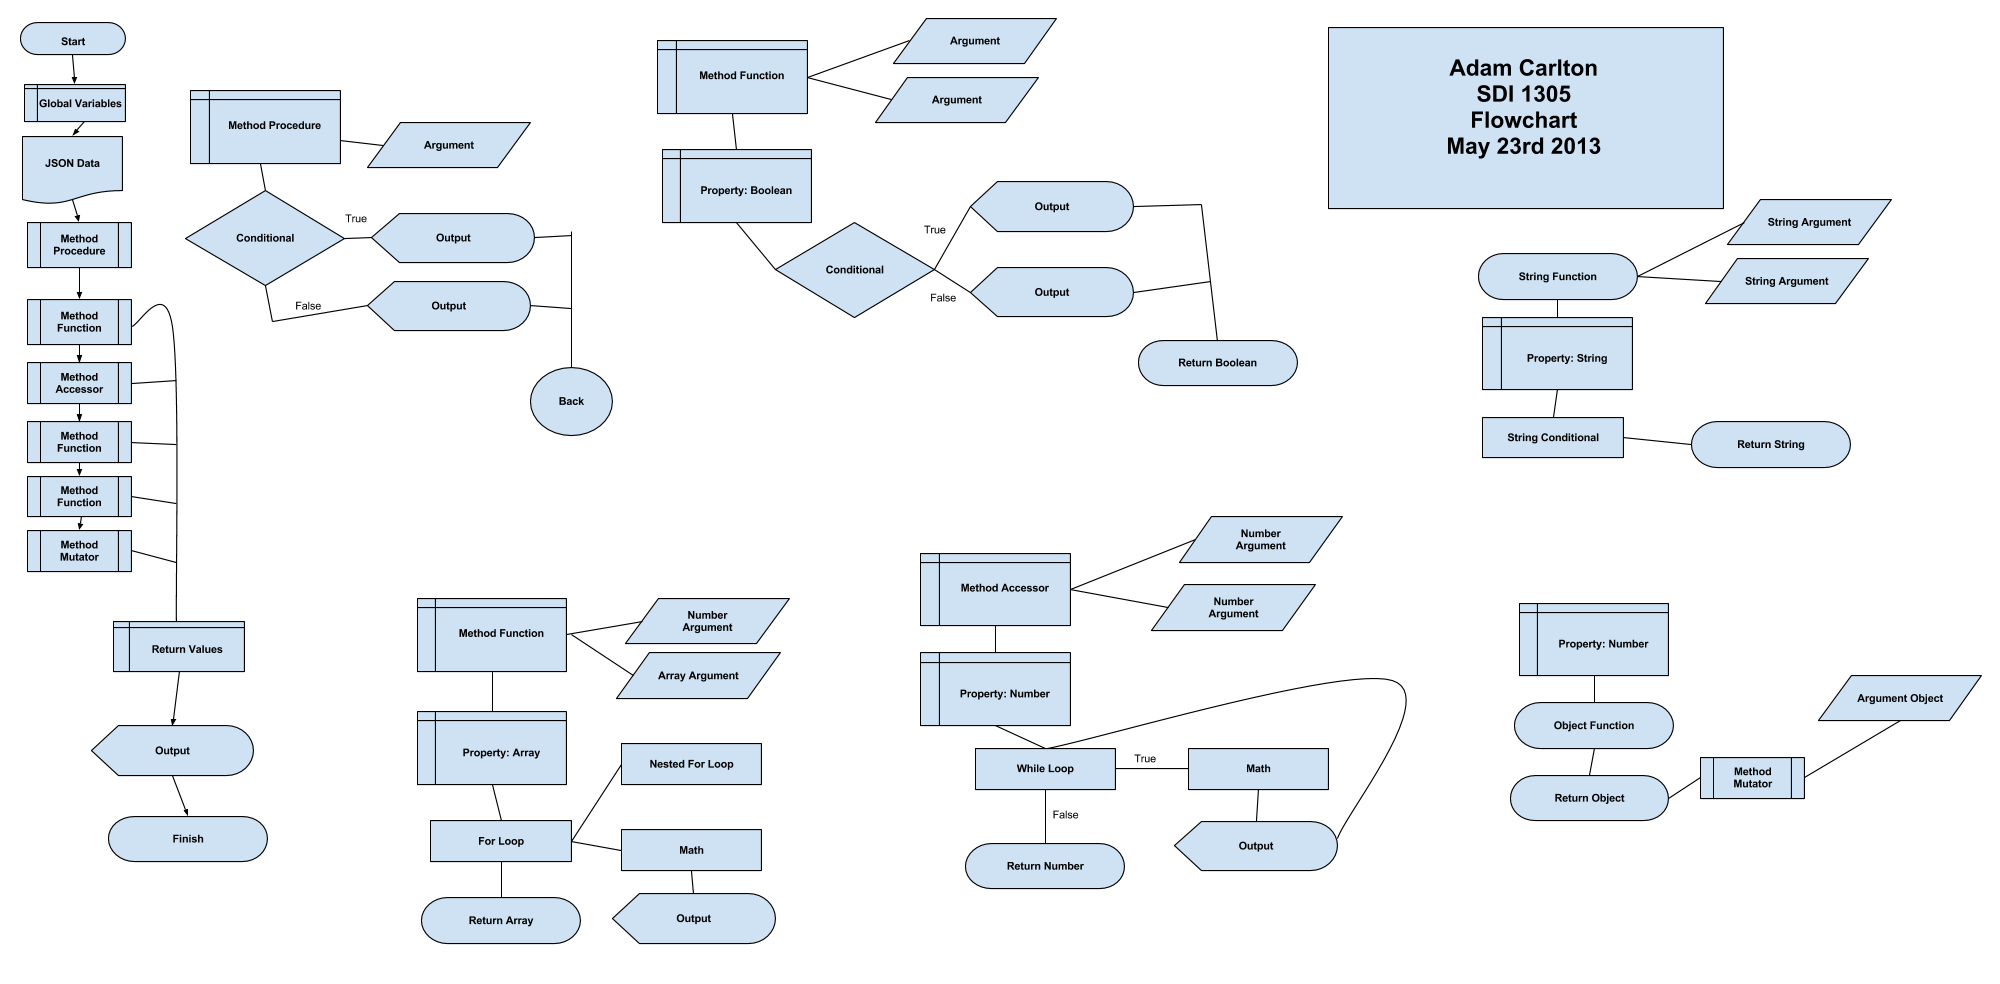 Start
Global Variables
JSON Data
Method
Procedure
Method
Function
Method
Accessor
Method
Function
Method
Function
Method
Mutator
Return Values
Output
Finish
Method Procedure
Argument
Conditional
True
Output
False
Output
Back
Method Function
Argument
Argument
Property: Boolean
Conditional
True
Output
False
Output
Return Boolean
Adam Carlton
SDI 1305
Flowchart
May 23rd 2013
String Function
String Argument
String Argument
Property: String
String Conditional
Return String
Method Function
Number
Argument
Array Argument
Property: Array
Nested For Loop
For Loop
Math
Return Array
Output
Method Accessor
Number
Argument
Number
Argument
Property: Number
While Loop
True
Math
False
Output
Return Number
Property: Number
Object Function
Return Object
Method
Mutator
Argument Object